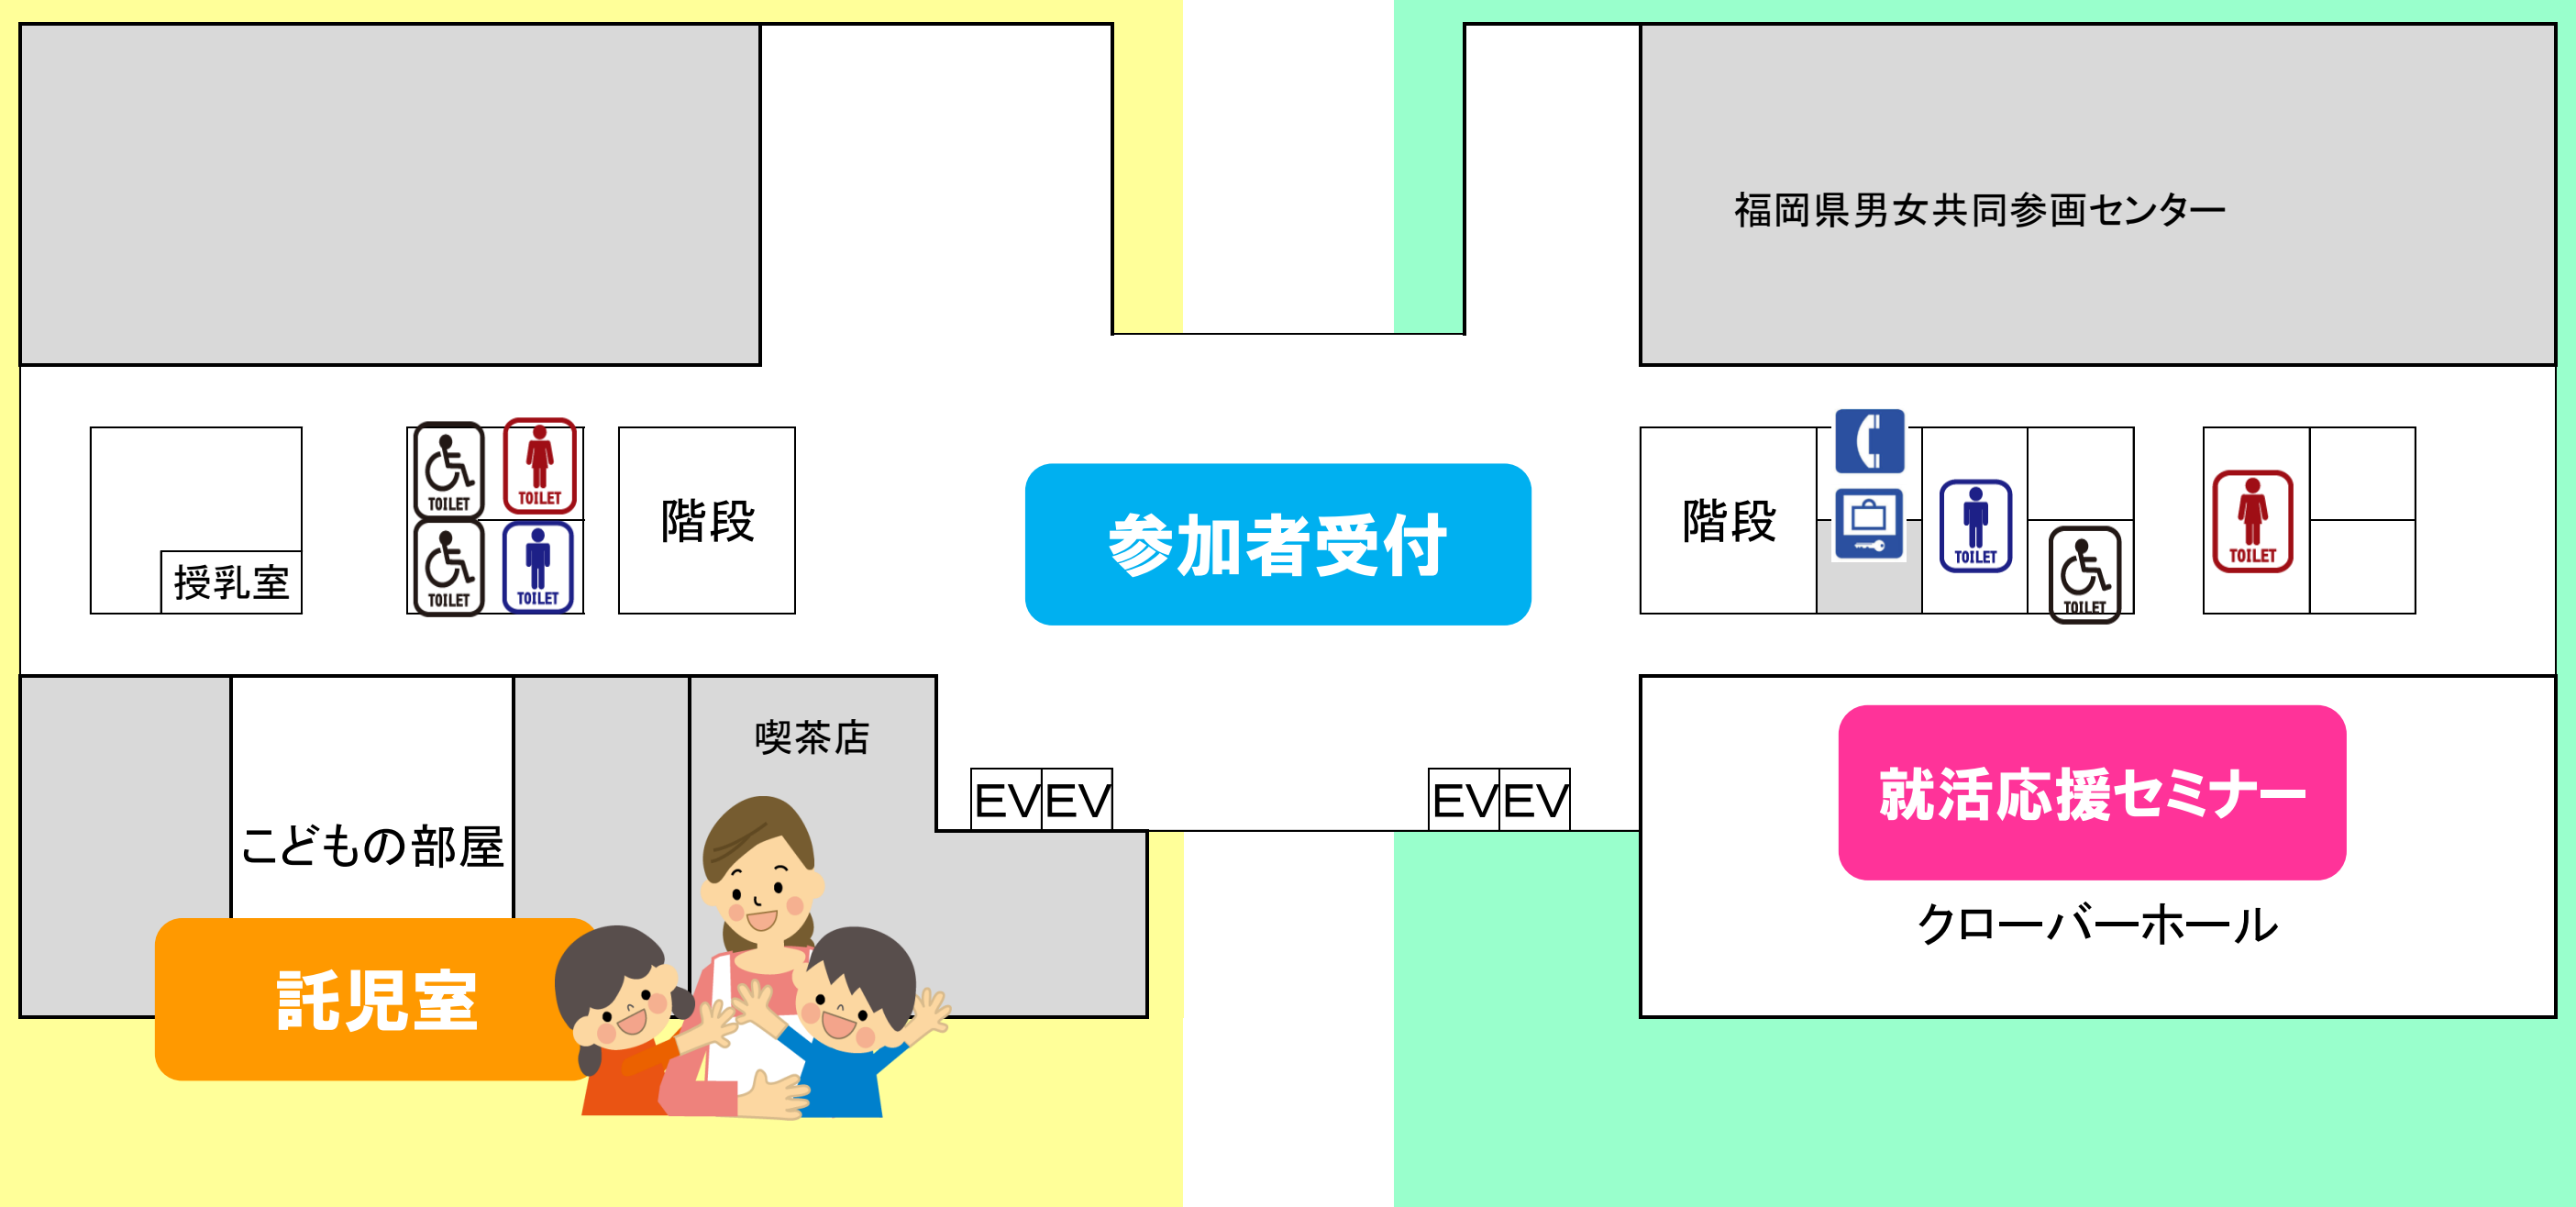 福岡県男女共同参画センター
TOILET
TOILET
TOILET
TOILET
授乳室
階段
参加者受付
階段
TOILET
TOILET
TOILET
喫茶店
EV EV
EV EV
こどもの部屋
就活応援セミナー
クローバーホール
託児室